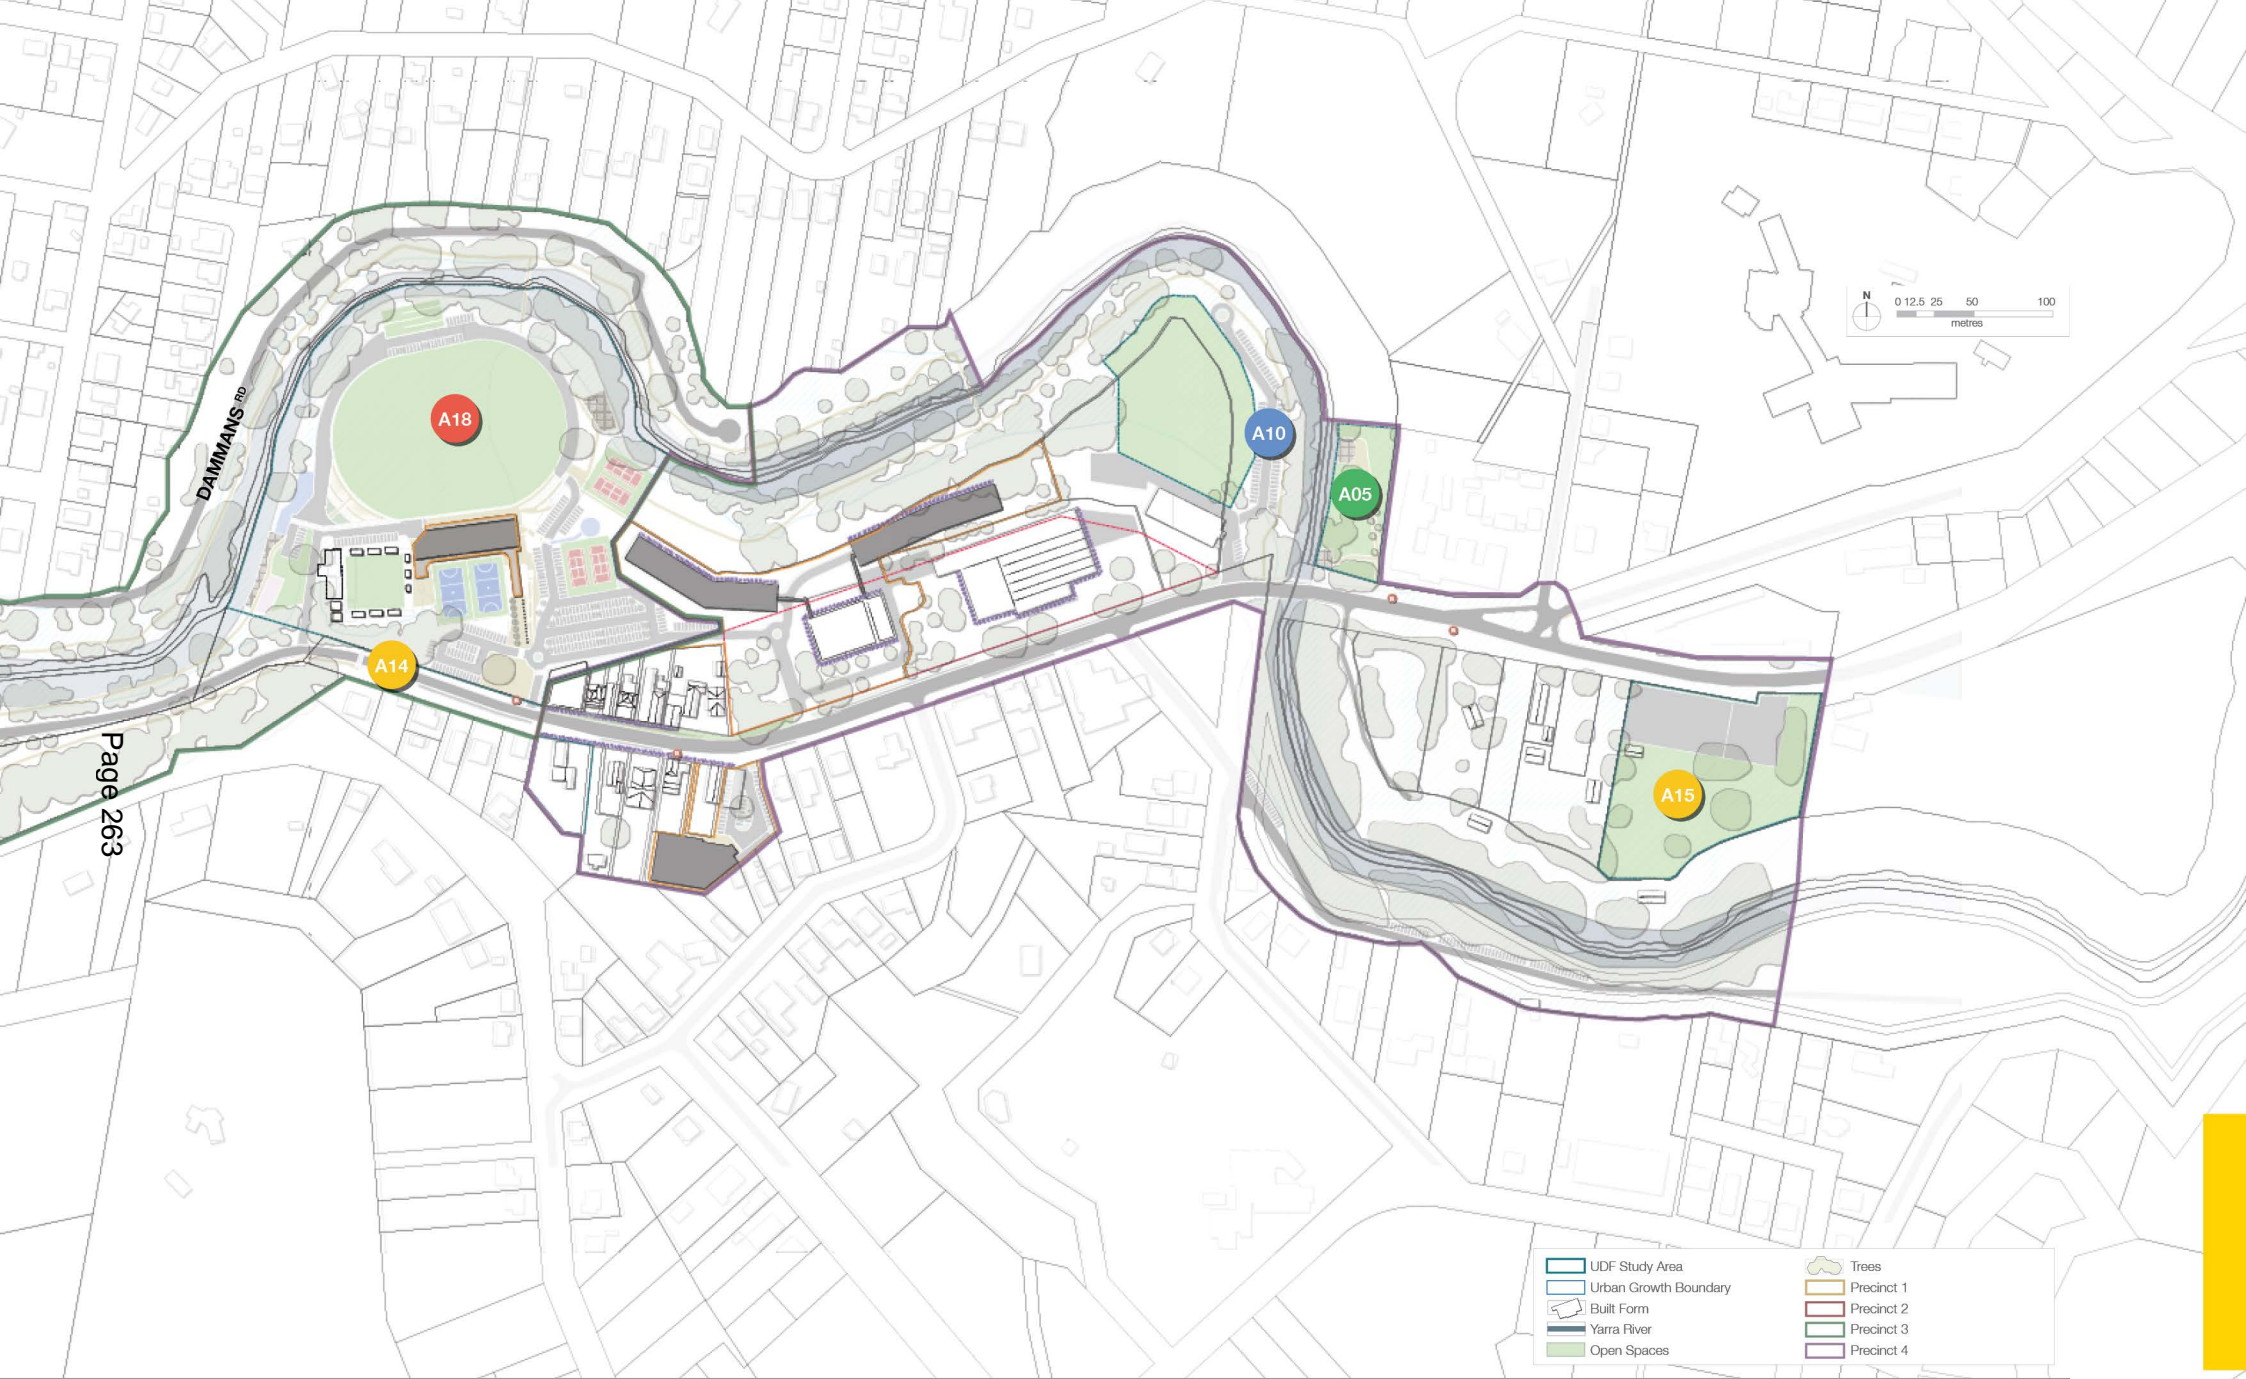 N
0 12.5 25 50 100
metres
DAMMANS RD
A18
A10
A05
A14
A15
Page 263
UDF Study Area
Urban Growth Boundary
Built Form
Yarra River
Open Spaces
Trees
Precinct 1
Precinct 2
Precinct 3
Precinct 4